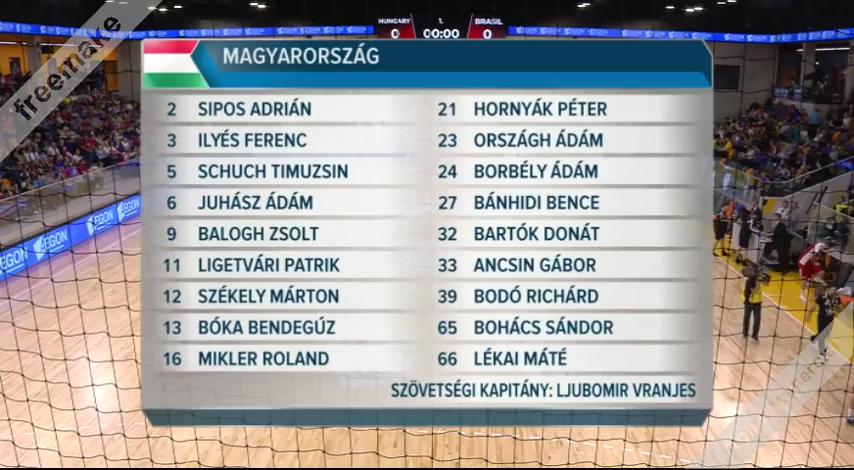 freemake
HUNGARY 1. BRASIL
0 00:00 0
MAGYARORSZÁG
2 SIPOS ADRIÁN
3 ILYÉS FERENC
5 SCHUCH TIMUZSIN
6 JUHÁSZ ÁDÁM
9 BALOGH ZSOLT
11 LIGETVÁRI PATRIK
12 SZÉKELY MÁRTON
13 BÓKA BENDEGÚZ
16 MIKLER ROLAND
21 HORNYÁK PÉTER
23 ORSZÁGH ÁDÁM
24 BORBÉLY ÁDÁM
27 BÁNHIDI BENCE
32 BARTÓK DONÁT
33 ANCSIN GÁBOR
39 BODÓ RICHÁRD
65 BOHÁCS SÁNDOR
66 LÉKAI MÁTÉ
SZÖVETSÉGI KAPITÁNY: LJUBOMIR VRANJES
AEGON
AEGON
EGON